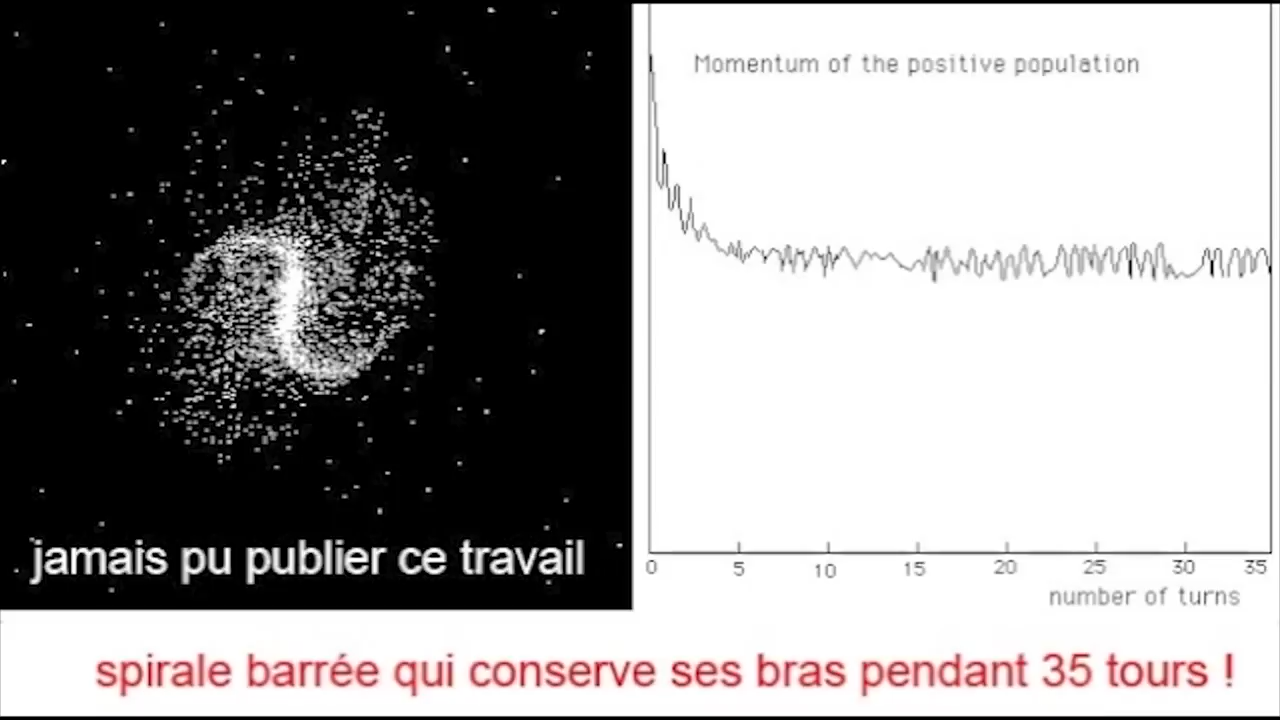 Momentum of the positive population
jamais pu publier ce travail
0 5 10 15 20 25 30 35
number of turns
spirale barrée qui conserve ses bras pendant 35 tours !